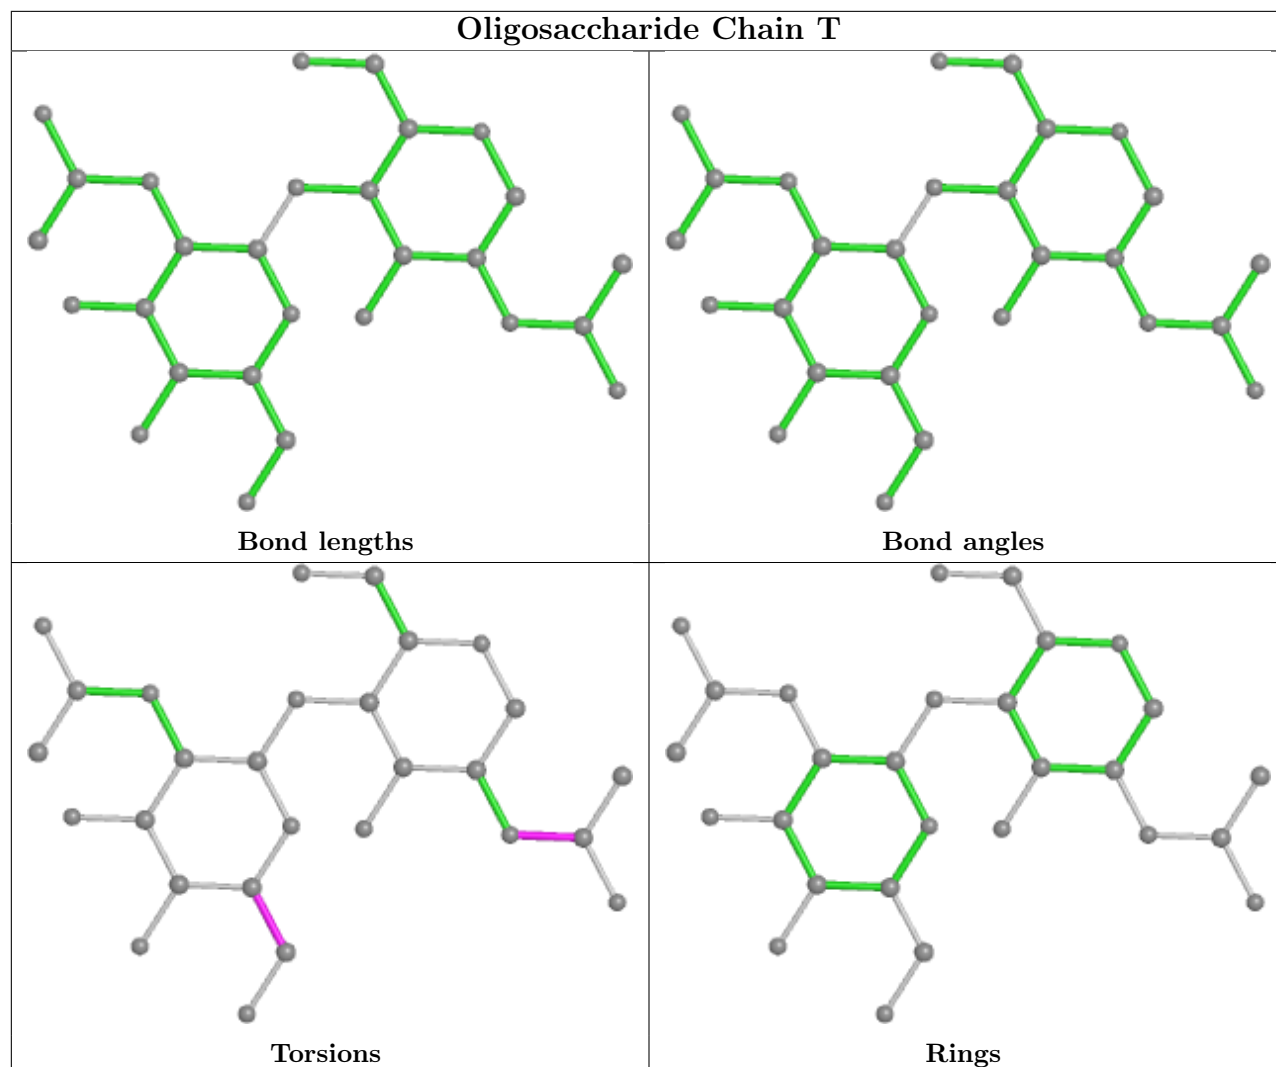 Oligosaccharide Chain T
Bond lengths
Bond angles
Torsions
Rings